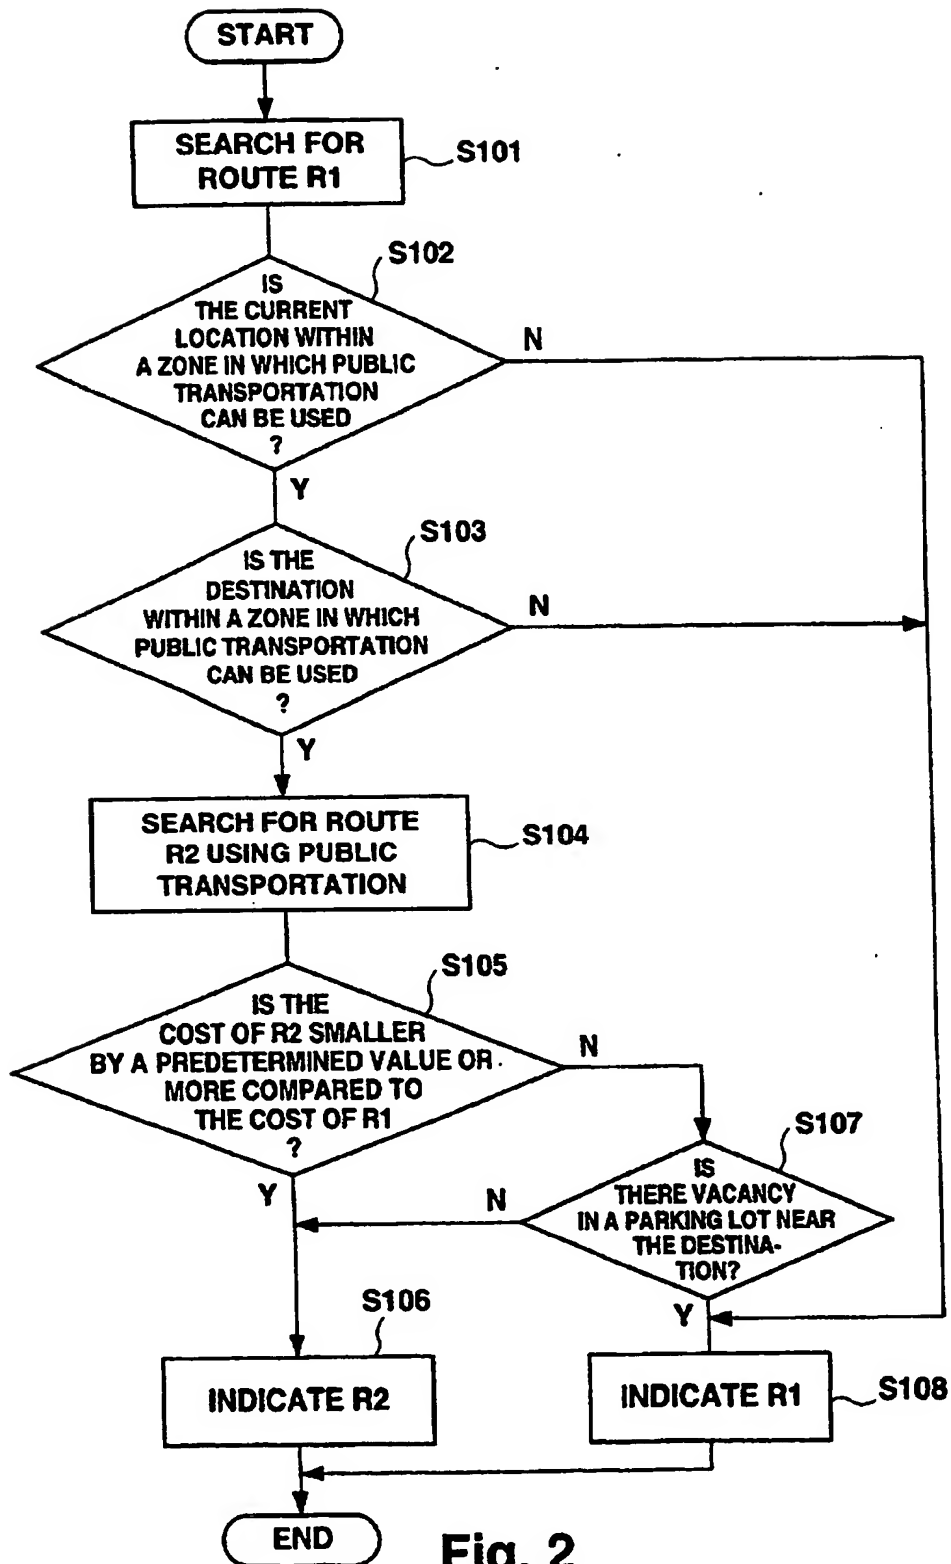 START
SEARCH FOR
ROUTE R1
S101
S102
IS
THE CURRENT
LOCATION WITHIN
A ZONE IN WHICH PUBLIC
TRANSPORTATION
CAN BE USED
?
N
Y
S103
IS THE
DESTINATION
WITHIN A ZONE IN WHICH
PUBLIC TRANSPORTATION
CAN BE USED
?
N
Y
SEARCH FOR ROUTE
R2 USING PUBLIC
TRANSPORTATION
S104
S105
IS THE
COST OF R2 SMALLER
BY A PREDETERMINED VALUE OR
MORE COMPARED TO
THE COST OF R1
?
N
Y
S107
IS
THERE VACANCY
IN A PARKING LOT NEAR
THE DESTINA-
TION?
N
Y
S106
INDICATE R2
INDICATE R1
S108
END
Fig. 2